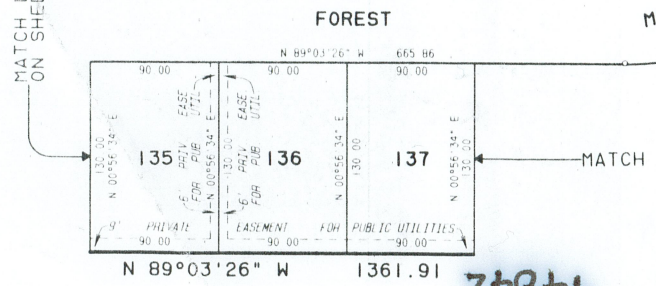 FOREST
M
MATCH
ON SHEE
N 89°03'26" W 665.86
90.00 90.00 90.00
130.00
N 00°56'34" E
135
6' PRIV EASE
FOR PUB UTIL
N 00°56'34" E
130.00
6' PRIV EASE
FOR PUB UTIL
136
N 00°56'34" E
130.00
137
N 00°56'34" E
130.00
MATCH
9' PRIVATE EASEMENT FOR PUBLIC UTILITIES
90.00 90.00 90.00
N 89°03'26" W 1361.91